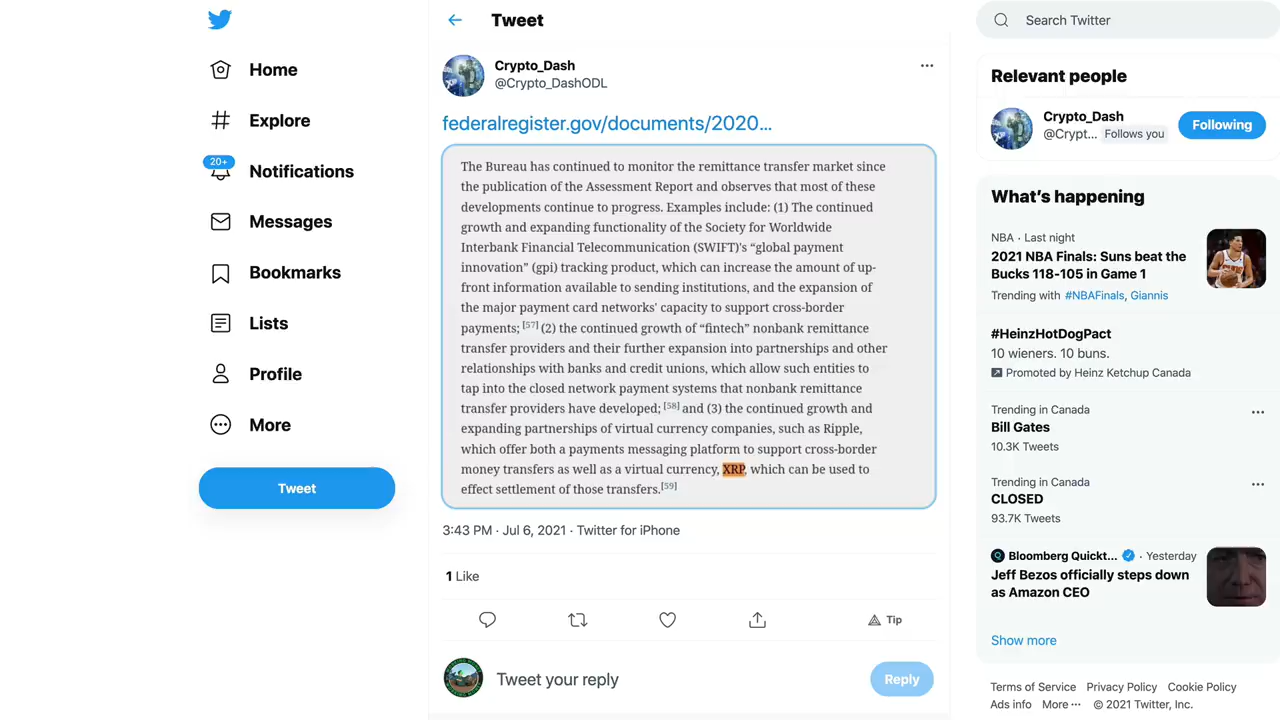 Home
Explore
20+
Notifications
Messages
Bookmarks
Lists
Profile
More
Tweet
Tweet
Crypto_Dash
@Crypto_DashODL
federalregister.gov/documents/2020...
The Bureau has continued to monitor the remittance transfer market since
the publication of the Assessment Report and observes that most of these
developments continue to progress. Examples include: (1) The continued
growth and expanding functionality of the Society for Worldwide
Interbank Financial Telecommunication (SWIFT)'s “global payment
innovation” (gpi) tracking product, which can increase the amount of up-
front information available to sending institutions, and the expansion of
the major payment card networks' capacity to support cross-border
payments; [57] (2) the continued growth of “fintech” nonbank remittance
transfer providers and their further expansion into partnerships and other
relationships with banks and credit unions, which allow such entities to
tap into the closed network payment systems that nonbank remittance
transfer providers have developed; [58] and (3) the continued growth and
expanding partnerships of virtual currency companies, such as Ripple,
which offer both a payments messaging platform to support cross-border
money transfers as well as a virtual currency, XRP, which can be used to
effect settlement of those transfers.[59]
3:43 PM · Jul 6, 2021 · Twitter for iPhone
1 Like
Tip
Tweet your reply
Reply
Search Twitter
Relevant people
Crypto_Dash
@Crypt... Follows you
Following
What's happening
NBA · Last night
2021 NBA Finals: Suns beat the
Bucks 118-105 in Game 1
Trending with #NBAFinals, Giannis
#HeinzHotDogPact
10 wieners. 10 buns.
Promoted by Heinz Ketchup Canada
Trending in Canada
Bill Gates
10.3K Tweets
Trending in Canada
CLOSED
93.7K Tweets
Bloomberg Quickt... · Yesterday
Jeff Bezos officially steps down
as Amazon CEO
Show more
Terms of Service Privacy Policy Cookie Policy
Ads info More ··· © 2021 Twitter, Inc.